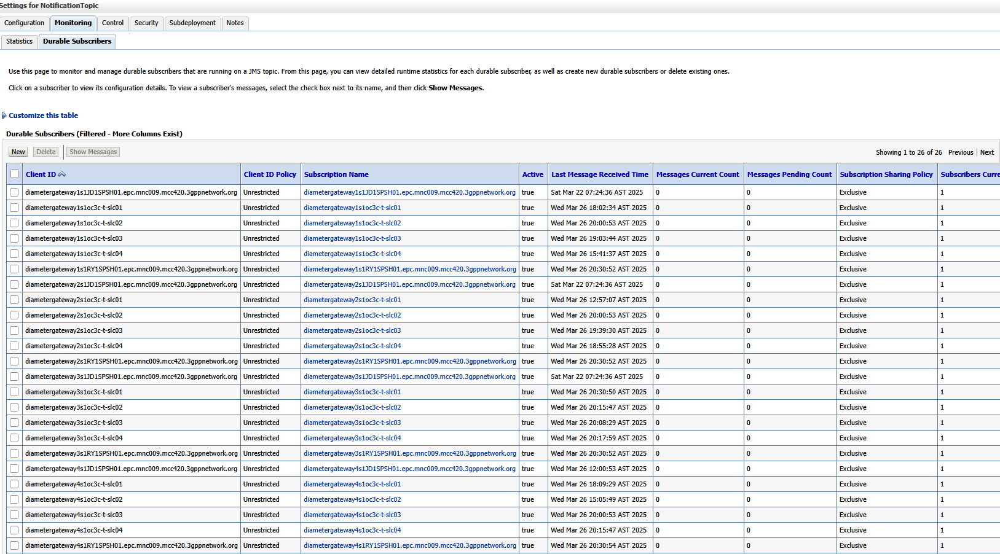 Settings for NotificationTopic
Configuration Monitoring Control Security Subdeployment Notes
Statistics Durable Subscribers
Use this page to monitor and manage durable subscribers that are running on a JMS topic. From this page, you can view detailed runtime statistics for each durable subscriber, as well as create new durable subscribers or delete existing ones.
Click on a subscriber to view its configuration details. To view a subscriber's messages, select the check box next to its name, and then click Show Messages.
Customize this table
Durable Subscribers (Filtered - More Columns Exist)
New Delete Show Messages Showing 1 to 26 of 26 Previous Next
Client ID Client ID Policy Subscription Name Active Last Message Received Time Messages Current Count Messages Pending Count Subscription Sharing Policy Subscribers Curre
diametergateway1s1JD1SPSH01.epc.mnc009.mcc420.3gppnetwork.org Unrestricted diametergateway1s1JD1SPSH01.epc.mnc009.mcc420.3gppnetwork.org true Sat Mar 22 07:24:36 AST 2025 0 0 Exclusive 1
diametergateway1s1oc3c-t-slc01 Unrestricted diametergateway1s1oc3c-t-slc01 true Wed Mar 26 18:02:34 AST 2025 0 0 Exclusive 1
diametergateway1s1oc3c-t-slc02 Unrestricted diametergateway1s1oc3c-t-slc02 true Wed Mar 26 20:00:53 AST 2025 0 0 Exclusive 1
diametergateway1s1oc3c-t-slc03 Unrestricted diametergateway1s1oc3c-t-slc03 true Wed Mar 26 19:03:44 AST 2025 0 0 Exclusive 1
diametergateway1s1oc3c-t-slc04 Unrestricted diametergateway1s1oc3c-t-slc04 true Wed Mar 26 15:41:37 AST 2025 0 0 Exclusive 1
diametergateway1s1RY1SPSH01.epc.mnc009.mcc420.3gppnetwork.org Unrestricted diametergateway1s1RY1SPSH01.epc.mnc009.mcc420.3gppnetwork.org true Wed Mar 26 20:30:52 AST 2025 0 0 Exclusive 1
diametergateway2s1JD1SPSH01.epc.mnc009.mcc420.3gppnetwork.org Unrestricted diametergateway2s1JD1SPSH01.epc.mnc009.mcc420.3gppnetwork.org true Sat Mar 22 07:24:36 AST 2025 0 0 Exclusive 1
diametergateway2s1oc3c-t-slc01 Unrestricted diametergateway2s1oc3c-t-slc01 true Wed Mar 26 12:57:07 AST 2025 0 0 Exclusive 1
diametergateway2s1oc3c-t-slc02 Unrestricted diametergateway2s1oc3c-t-slc02 true Wed Mar 26 20:00:53 AST 2025 0 0 Exclusive 1
diametergateway2s1oc3c-t-slc03 Unrestricted diametergateway2s1oc3c-t-slc03 true Wed Mar 26 19:39:30 AST 2025 0 0 Exclusive 1
diametergateway2s1oc3c-t-slc04 Unrestricted diametergateway2s1oc3c-t-slc04 true Wed Mar 26 18:55:28 AST 2025 0 0 Exclusive 1
diametergateway2s1RY1SPSH01.epc.mnc009.mcc420.3gppnetwork.org Unrestricted diametergateway2s1RY1SPSH01.epc.mnc009.mcc420.3gppnetwork.org true Wed Mar 26 20:30:52 AST 2025 0 0 Exclusive 1
diametergateway3s1JD1SPSH01.epc.mnc009.mcc420.3gppnetwork.org Unrestricted diametergateway3s1JD1SPSH01.epc.mnc009.mcc420.3gppnetwork.org true Sat Mar 22 07:24:36 AST 2025 0 0 Exclusive 1
diametergateway3s1oc3c-t-slc01 Unrestricted diametergateway3s1oc3c-t-slc01 true Wed Mar 26 20:30:50 AST 2025 0 0 Exclusive 1
diametergateway3s1oc3c-t-slc02 Unrestricted diametergateway3s1oc3c-t-slc02 true Wed Mar 26 20:15:47 AST 2025 0 0 Exclusive 1
diametergateway3s1oc3c-t-slc03 Unrestricted diametergateway3s1oc3c-t-slc03 true Wed Mar 26 20:08:29 AST 2025 0 0 Exclusive 1
diametergateway3s1oc3c-t-slc04 Unrestricted diametergateway3s1oc3c-t-slc04 true Wed Mar 26 20:17:59 AST 2025 0 0 Exclusive 1
diametergateway3s1RY1SPSH01.epc.mnc009.mcc420.3gppnetwork.org Unrestricted diametergateway3s1RY1SPSH01.epc.mnc009.mcc420.3gppnetwork.org true Wed Mar 26 20:30:52 AST 2025 0 0 Exclusive 1
diametergateway4s1JD1SPSH01.epc.mnc009.mcc420.3gppnetwork.org Unrestricted diametergateway4s1JD1SPSH01.epc.mnc009.mcc420.3gppnetwork.org true Wed Mar 26 12:00:53 AST 2025 0 0 Exclusive 1
diametergateway4s1oc3c-t-slc01 Unrestricted diametergateway4s1oc3c-t-slc01 true Wed Mar 26 18:09:29 AST 2025 0 0 Exclusive 1
diametergateway4s1oc3c-t-slc02 Unrestricted diametergateway4s1oc3c-t-slc02 true Wed Mar 26 15:05:49 AST 2025 0 0 Exclusive 1
diametergateway4s1oc3c-t-slc03 Unrestricted diametergateway4s1oc3c-t-slc03 true Wed Mar 26 20:00:53 AST 2025 0 0 Exclusive 1
diametergateway4s1oc3c-t-slc04 Unrestricted diametergateway4s1oc3c-t-slc04 true Wed Mar 26 20:15:47 AST 2025 0 0 Exclusive 1
diametergateway4s1RY1SPSH01.epc.mnc009.mcc420.3gppnetwork.org Unrestricted diametergateway4s1RY1SPSH01.epc.mnc009.mcc420.3gppnetwork.org true Wed Mar 26 20:30:54 AST 2025 0 0 Exclusive 1